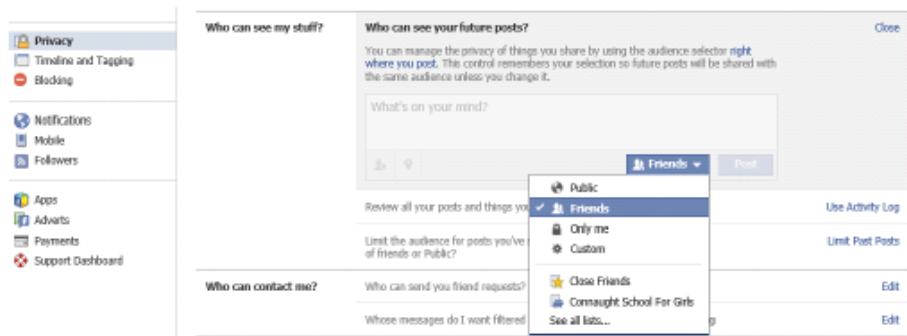 Privacy
Timeline and Tagging
Blocking
Notifications
Mobile
Followers
Apps
Adverts
Payments
Support Dashboard
Who can see my stuff?
Who can see your future posts?
Close
You can manage the privacy of things you share by using the audience selector right
where you post. This control remembers your selection so future posts will be shared with
the same audience unless you change it.
What's on your mind?
Friends
Post
Public
Friends
Only me
Custom
Close Friends
Connaught School For Girls
See all lists...
Review all your posts and things you
Use Activity Log
Limit the audience for posts you've
of friends or Public?
Limit Past Posts
Who can contact me?
Who can send you friend requests?
Edit
Whose messages do I want filtered
Edit